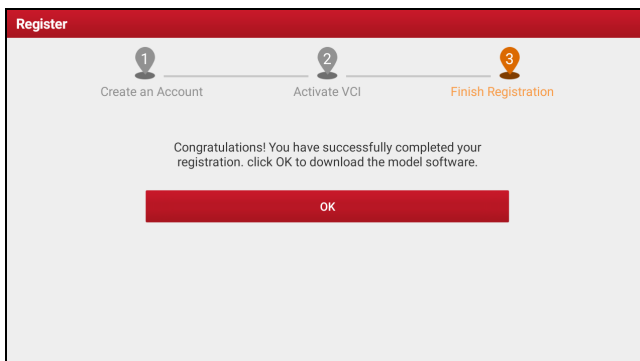 Register
1
2
3
Create an Account
Activate VCI
Finish Registration
Congratulations! You have successfully completed your
registration. click OK to download the model software.
OK